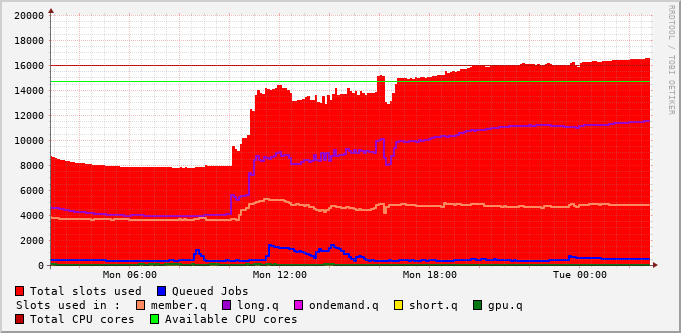 20000
18000
16000
14000
12000
10000
8000
6000
4000
2000
0
Mon 06:00 Mon 12:00 Mon 18:00 Tue 00:00
Total slots used Queued Jobs
Slots used in : member.q long.q ondemand.q short.q gpu.q
Total CPU cores Available CPU cores
RRDTOOL / TOBI OETIKER